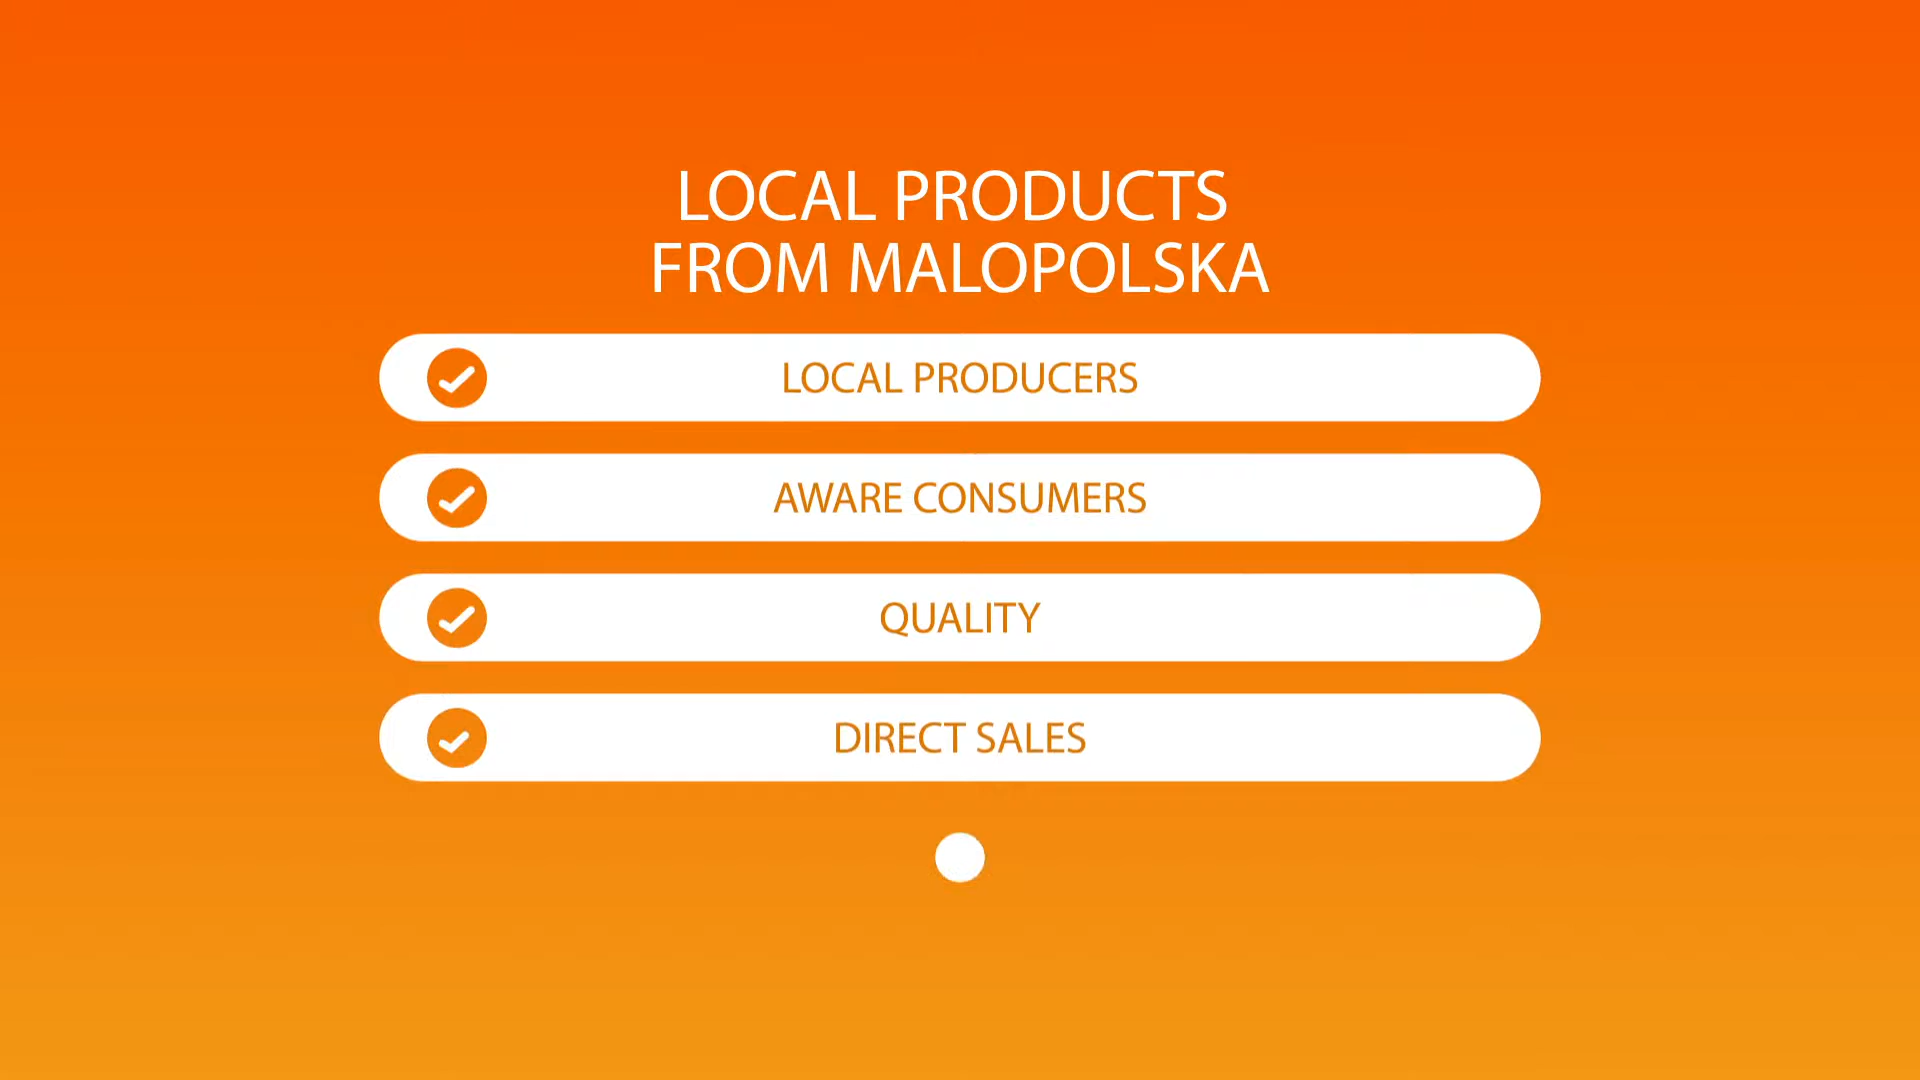 LOCAL PRODUCTS
FROM MALOPOLSKA
LOCAL PRODUCERS
AWARE CONSUMERS
QUALITY
DIRECT SALES